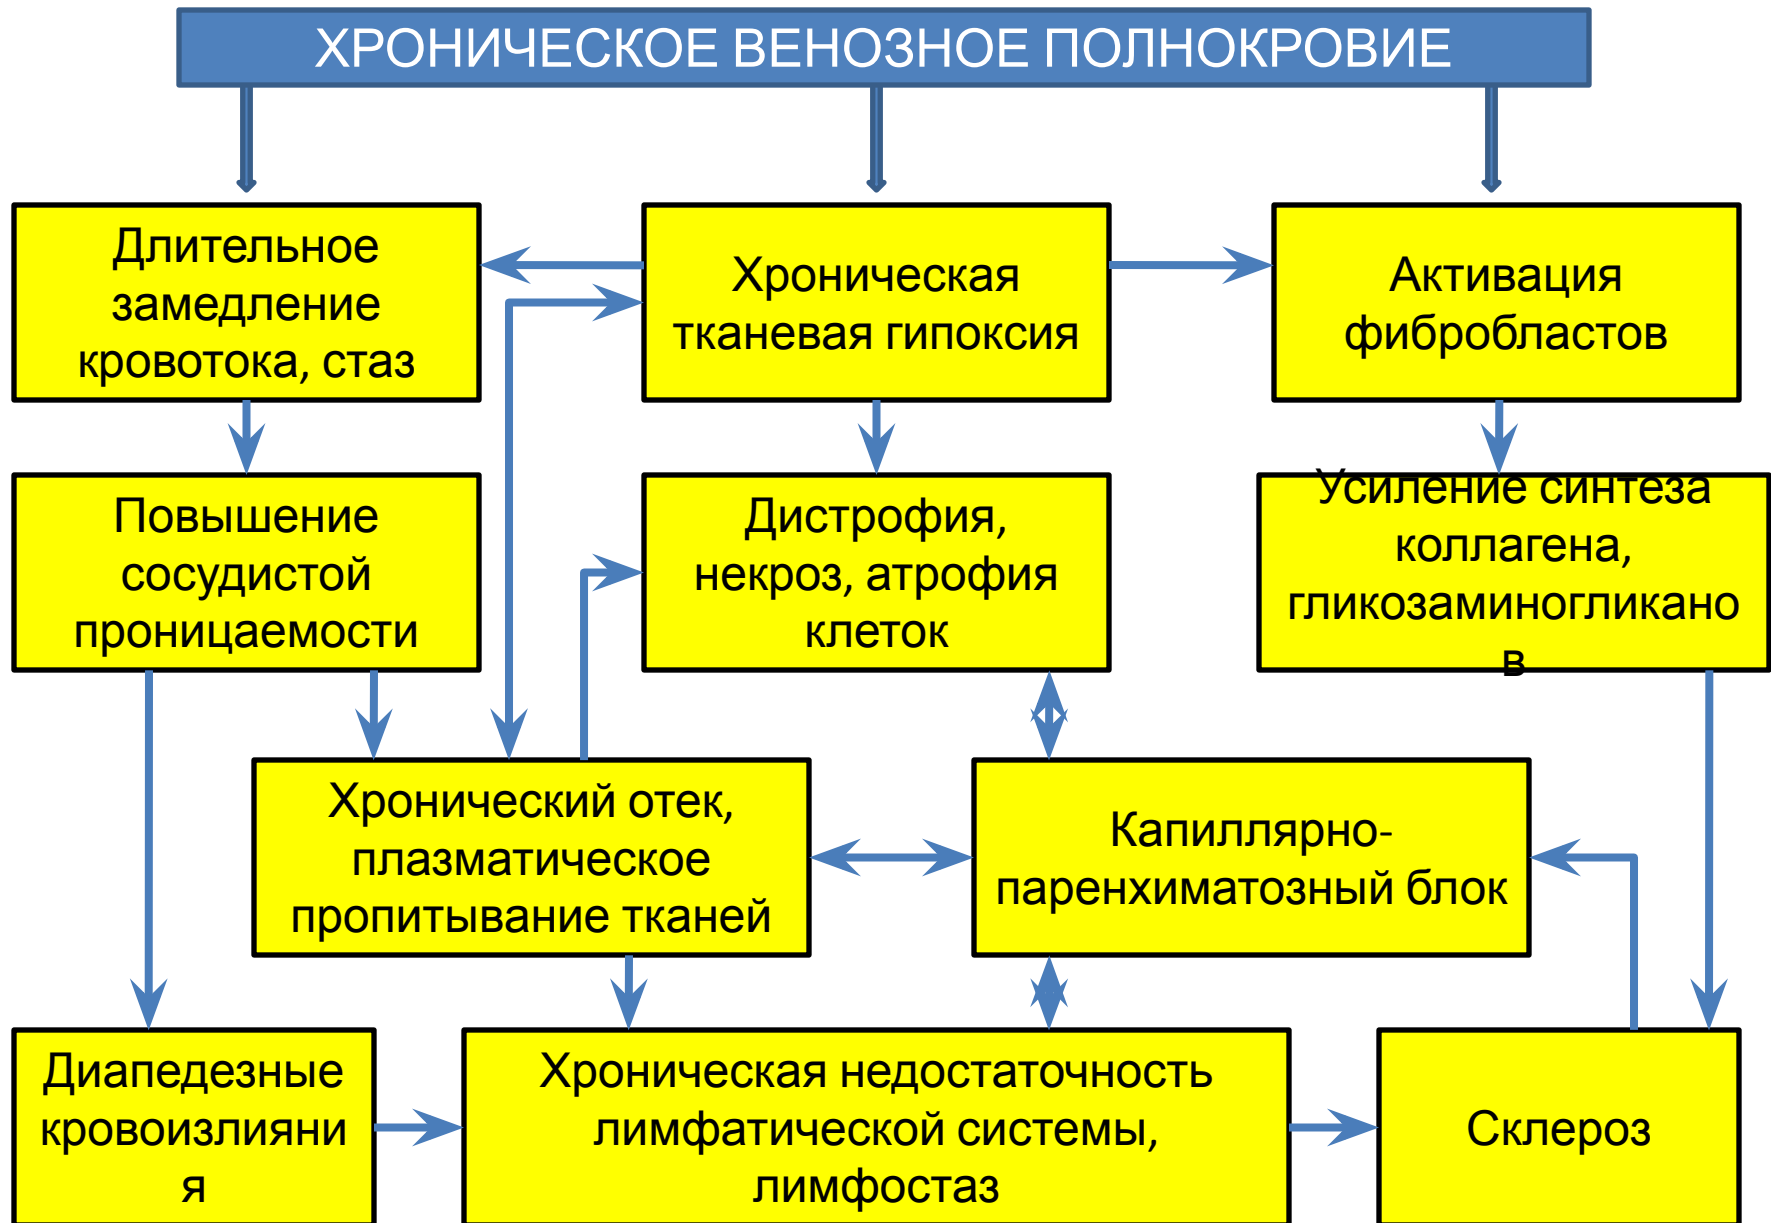 ХРОНИЧЕСКОЕ ВЕНОЗНОЕ ПОЛНОКРОВИЕ
Длительное
замедление
кровотока, стаз
Хроническая
тканевая гипоксия
Активация
фибробластов
Повышение
сосудистой
проницаемости
Дистрофия,
некроз, атрофия
клеток
Усиление синтеза
коллагена,
гликозаминогликано
в
Хронический отек,
плазматическое
пропитывание тканей
Капиллярно-
паренхиматозный блок
Диапедезные
кровоизлияни
я
Хроническая недостаточность
лимфатической системы,
лимфостаз
Склероз